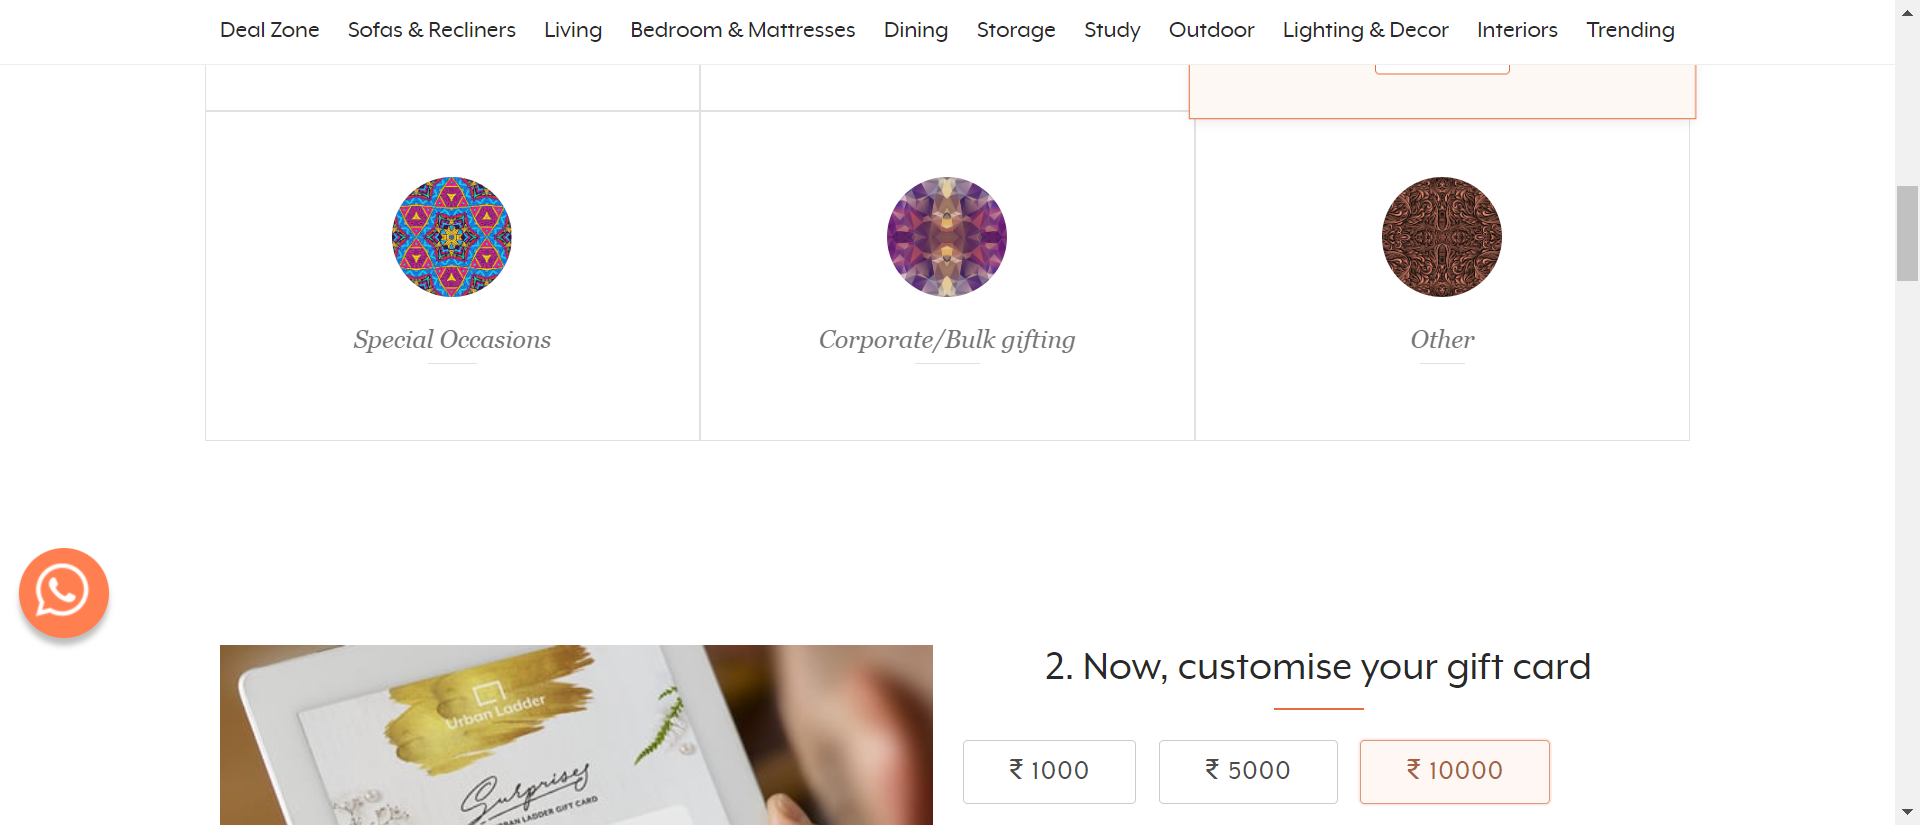 Deal Zone Sofas & Recliners Living Bedroom & Mattresses Dining Storage Study Outdoor Lighting & Decor Interiors Trending
Special Occasions
Corporate/Bulk gifting
Other
Urban Ladder
Surprises
URBAN LADDER GIFT CARD
2. Now, customise your gift card
₹ 1000
₹ 5000
₹ 10000